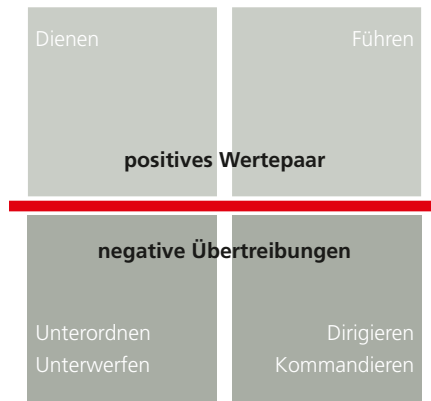 Dienen
Führen
positives Wertepaar
negative Übertreibungen
Unterordnen
Unterwerfen
Dirigieren
Kommandieren